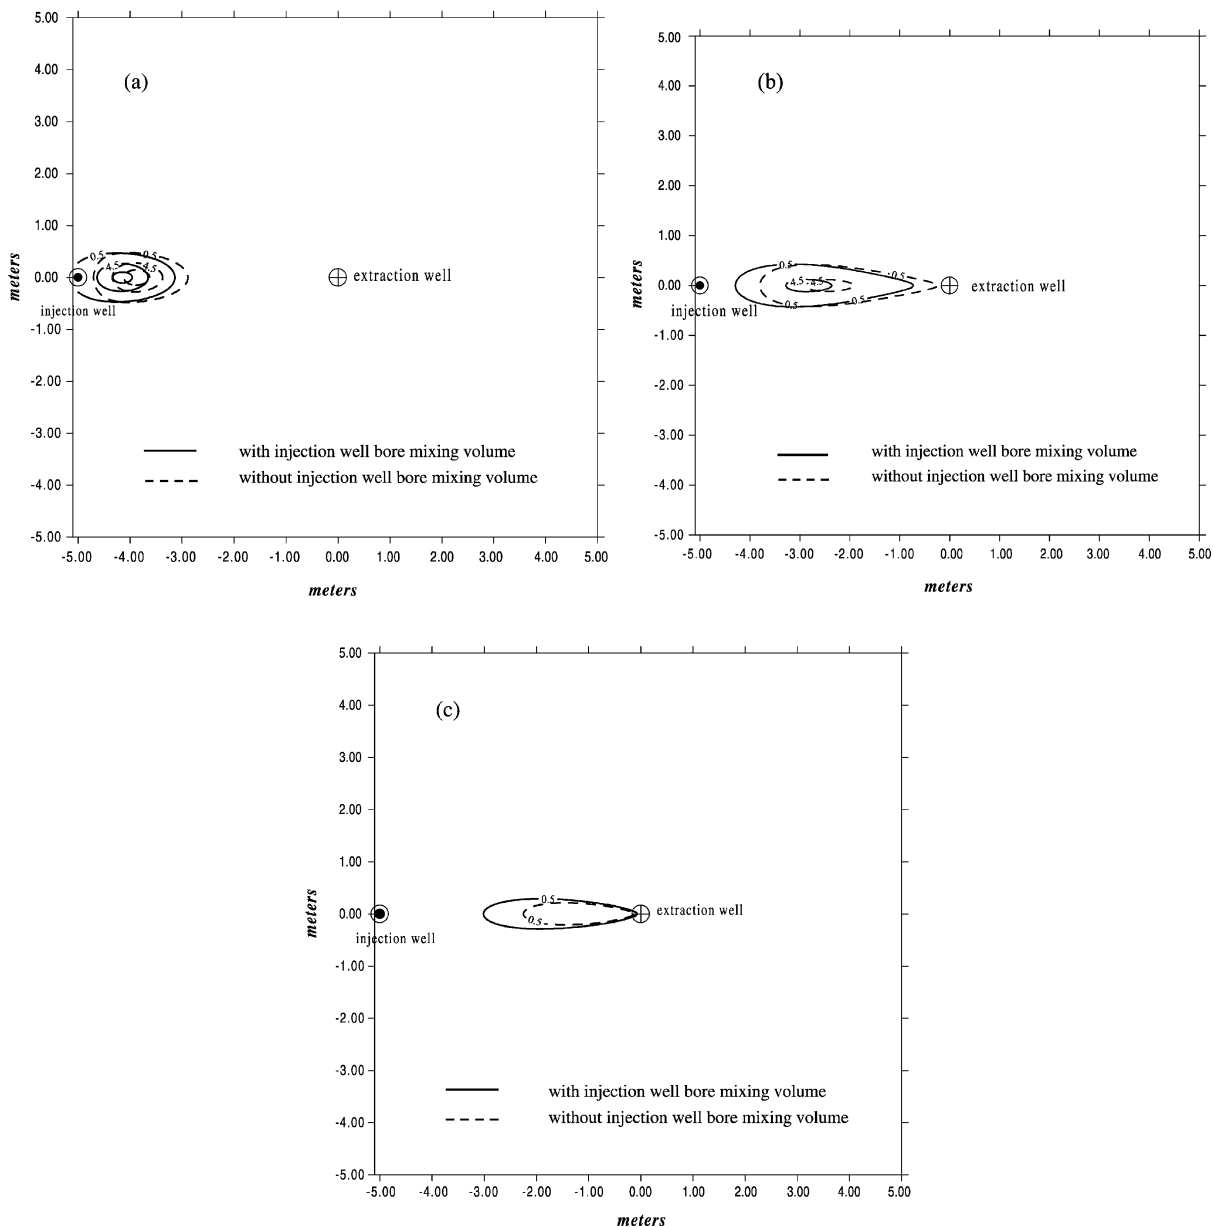 (a)
5.00
4.00
3.00
2.00
1.00
0.00
-1.00
-2.00
-3.00
-4.00
-5.00
meters
0.5
0.5
4.5
4.5
injection well
extraction well
with injection well bore mixing volume
without injection well bore mixing volume
-5.00 -4.00 -3.00 -2.00 -1.00 0.00 1.00 2.00 3.00 4.00 5.00
meters
(b)
5.00
4.00
3.00
2.00
1.00
0.00
-1.00
-2.00
-3.00
-4.00
-5.00
meters
0.5
0.5
4.5
4.5
0.5
0.5
injection well
extraction well
with injection well bore mixing volume
without injection well bore mixing volume
-5.00 -4.00 -3.00 -2.00 -1.00 0.00 1.00 2.00 3.00 4.00 5.00
meters
(c)
5.00
4.00
3.00
2.00
1.00
0.00
-1.00
-2.00
-3.00
-4.00
-5.00
meters
0.5
0.5
injection well
extraction well
with injection well bore mixing volume
without injection well bore mixing volume
-5.00 -4.00 -3.00 -2.00 -1.00 0.00 1.00 2.00 3.00 4.00 5.00
meters